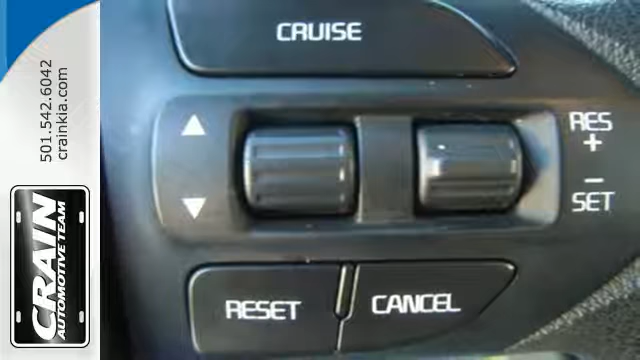 501.542.6042
crainkia.com
CRAIN
AUTOMOTIVE TEAM
CRUISE
RES
+
−
SET
RESET
CANCEL